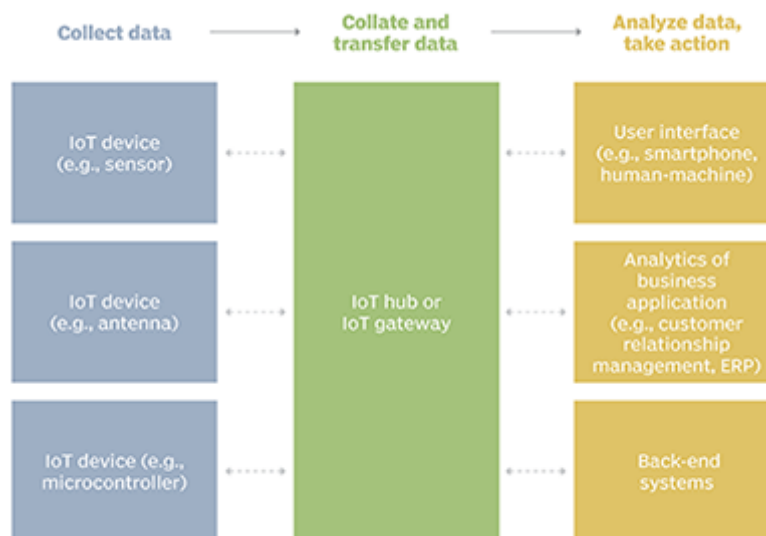 Collect data
Collate and
transfer data
Analyze data,
take action
IoT device
(e.g., sensor)
User interface
(e.g., smartphone,
human-machine)
IoT device
(e.g., antenna)
IoT hub or
IoT gateway
Analytics of
business
application
(e.g., customer
relationship
management, ERP)
IoT device (e.g.,
microcontroller)
Back-end
systems